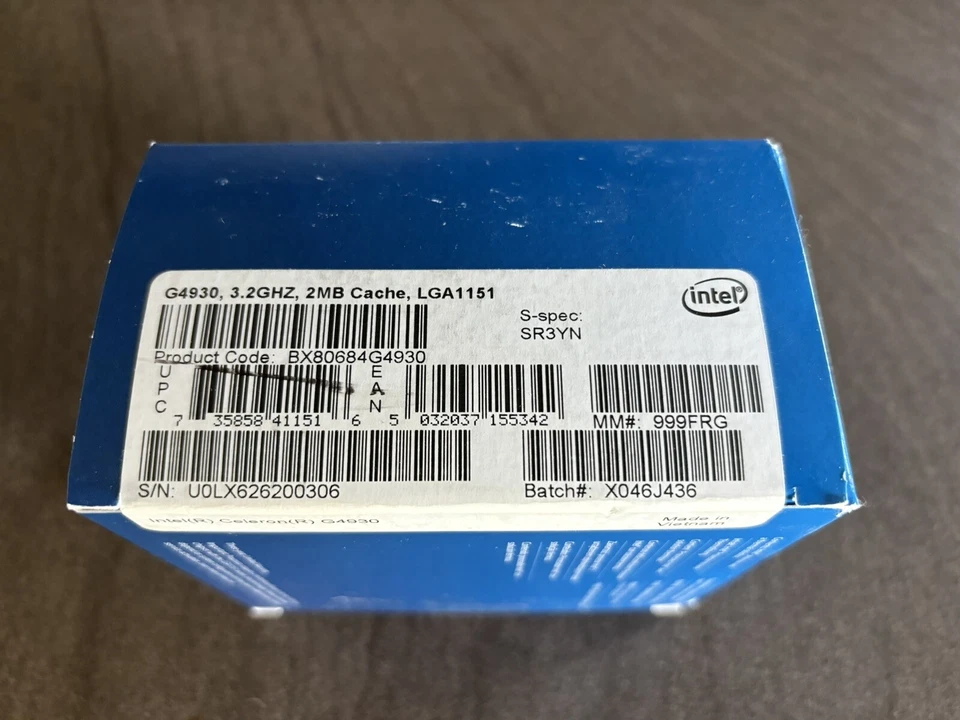 G4930, 3.2GHZ, 2MB Cache, LGA1151
intel
S-spec:
SR3YN
Product Code: BX80684G4930
UPC
EAN
7 35858 41151 6 5 032037 155342
MM#: 999FRG
S/N: U0LX626200306
Batch#: X046J436
Intel(R) Celeron(R) G4930
Made in
Vietnam